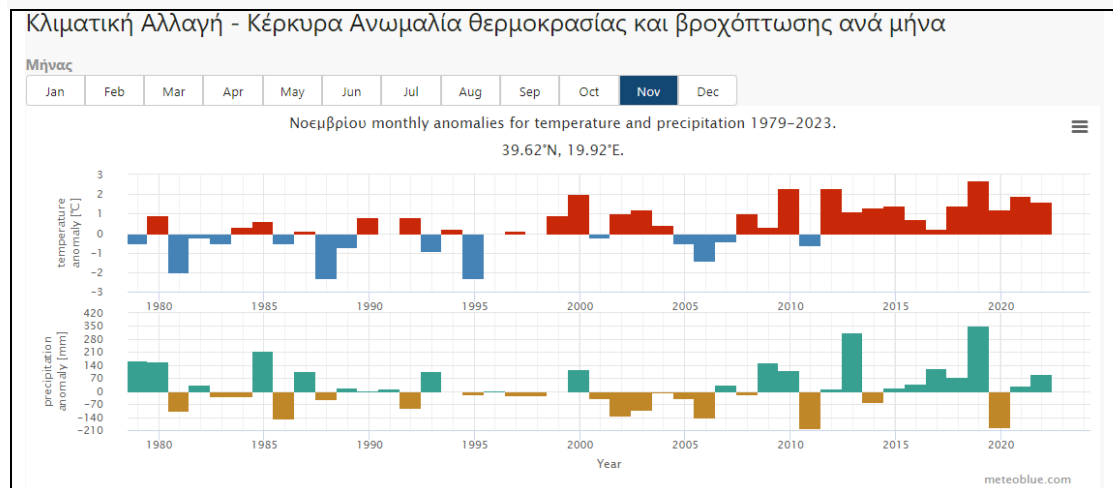 Κλιματική Αλλαγή - Κέρκυρα Ανωμαλία θερμοκρασίας και βροχόπτωσης ανά μήνα
Μήνας
Jan Feb Mar Apr May Jun Jul Aug Sep Oct Nov Dec
Νοεμβρίου monthly anomalies for temperature and precipitation 1979-2023.
39.62°N, 19.92°E.
temperature
anomaly [°C]
3
2
1
0
-1
-2
-3
1980 1985 1990 1995 2000 2005 2010 2015 2020
precipitation
anomaly [mm]
420
350
280
210
140
70
0
-70
-140
-210
1980 1985 1990 1995 2000 2005 2010 2015 2020
Year
meteoblue.com